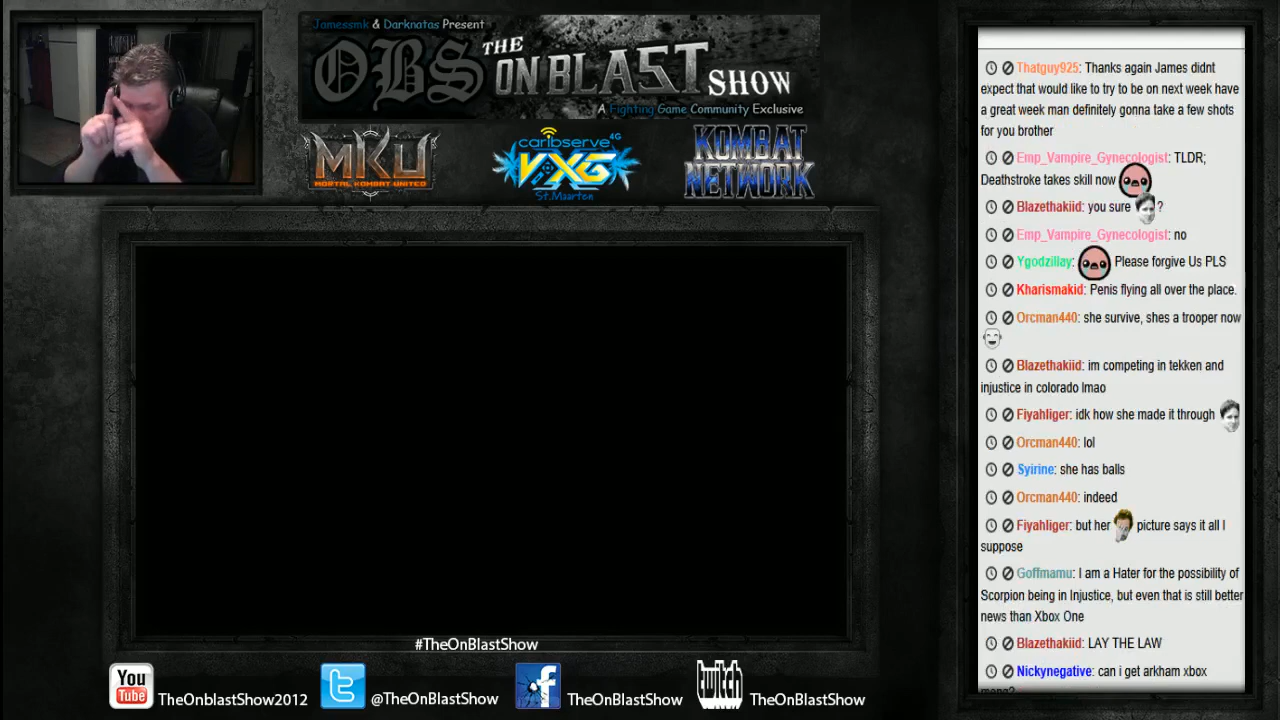 Jamessmk & Darknatas Present
OBS THE ON BLAST SHOW
A Fighting Game Community Exclusive
MKU
MORTAL KOMBAT UNITED
caribserve 4G
VXG
St.Maarten
KOMBAT
NETWORK
#TheOnBlastShow
You Tube TheOnblastShow2012
@TheOnBlastShow
f TheOnBlastShow
twitch TheOnBlastShow
Thatguy925: Thanks again James didnt
expect that would like to try to be on next week have
a great week man definitely gonna take a few shots
for you brother
Emp_Vampire_Gynecologist: TLDR;
Deathstroke takes skill now
Blazethakiid: you sure ?
Emp_Vampire_Gynecologist: no
Ygodzillay: Please forgive Us PLS
Kharismakid: Penis flying all over the place.
Orcman440: she survive, shes a trooper now
Blazethakiid: im competing in tekken and
injustice in colorado lmao
Fiyahliger: idk how she made it through
Orcman440: lol
Syirine: she has balls
Orcman440: indeed
Fiyahliger: but her picture says it all I
suppose
Goffmamu: I am a Hater for the possibility of
Scorpion being in Injustice, but even that is still better
news than Xbox One
Blazethakiid: LAY THE LAW
Nickynegative: can i get arkham xbox